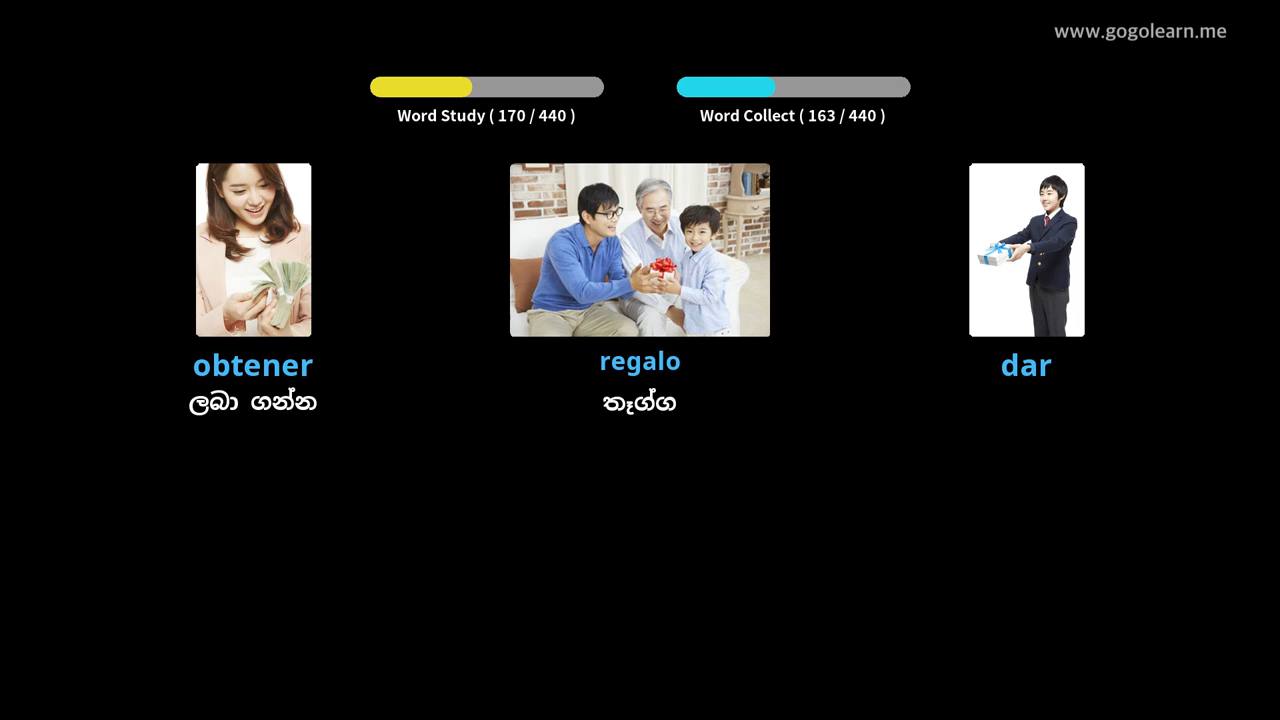 www.gogolearn.me
Word Study ( 170 / 440 )
Word Collect ( 163 / 440 )
obtener
ලබා ගන්න
regalo
තෑග්ග
dar